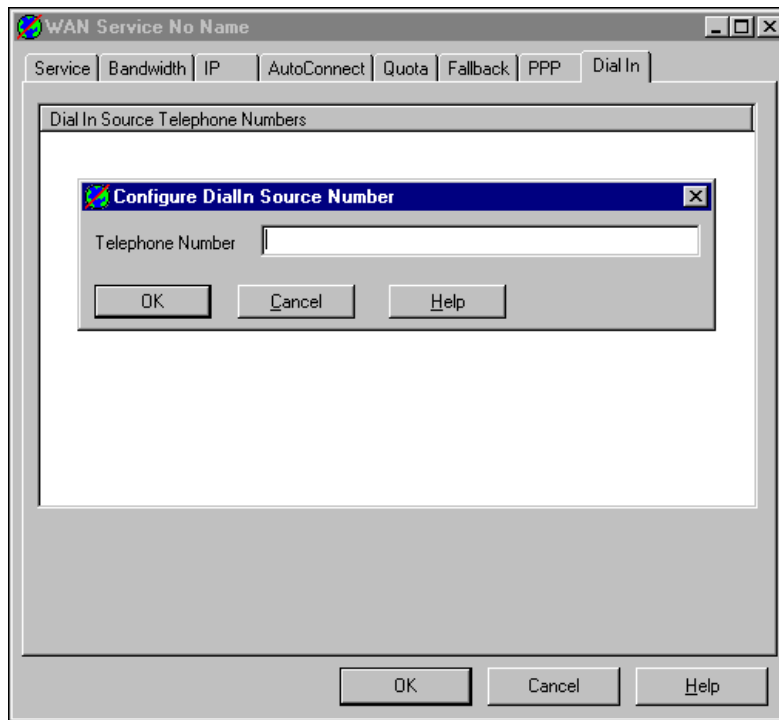 WAN Service No Name
Service Bandwidth IP AutoConnect Quota Fallback PPP Dial In
Dial In Source Telephone Numbers
Configure DialIn Source Number
Telephone Number
OK Cancel Help
OK Cancel Help